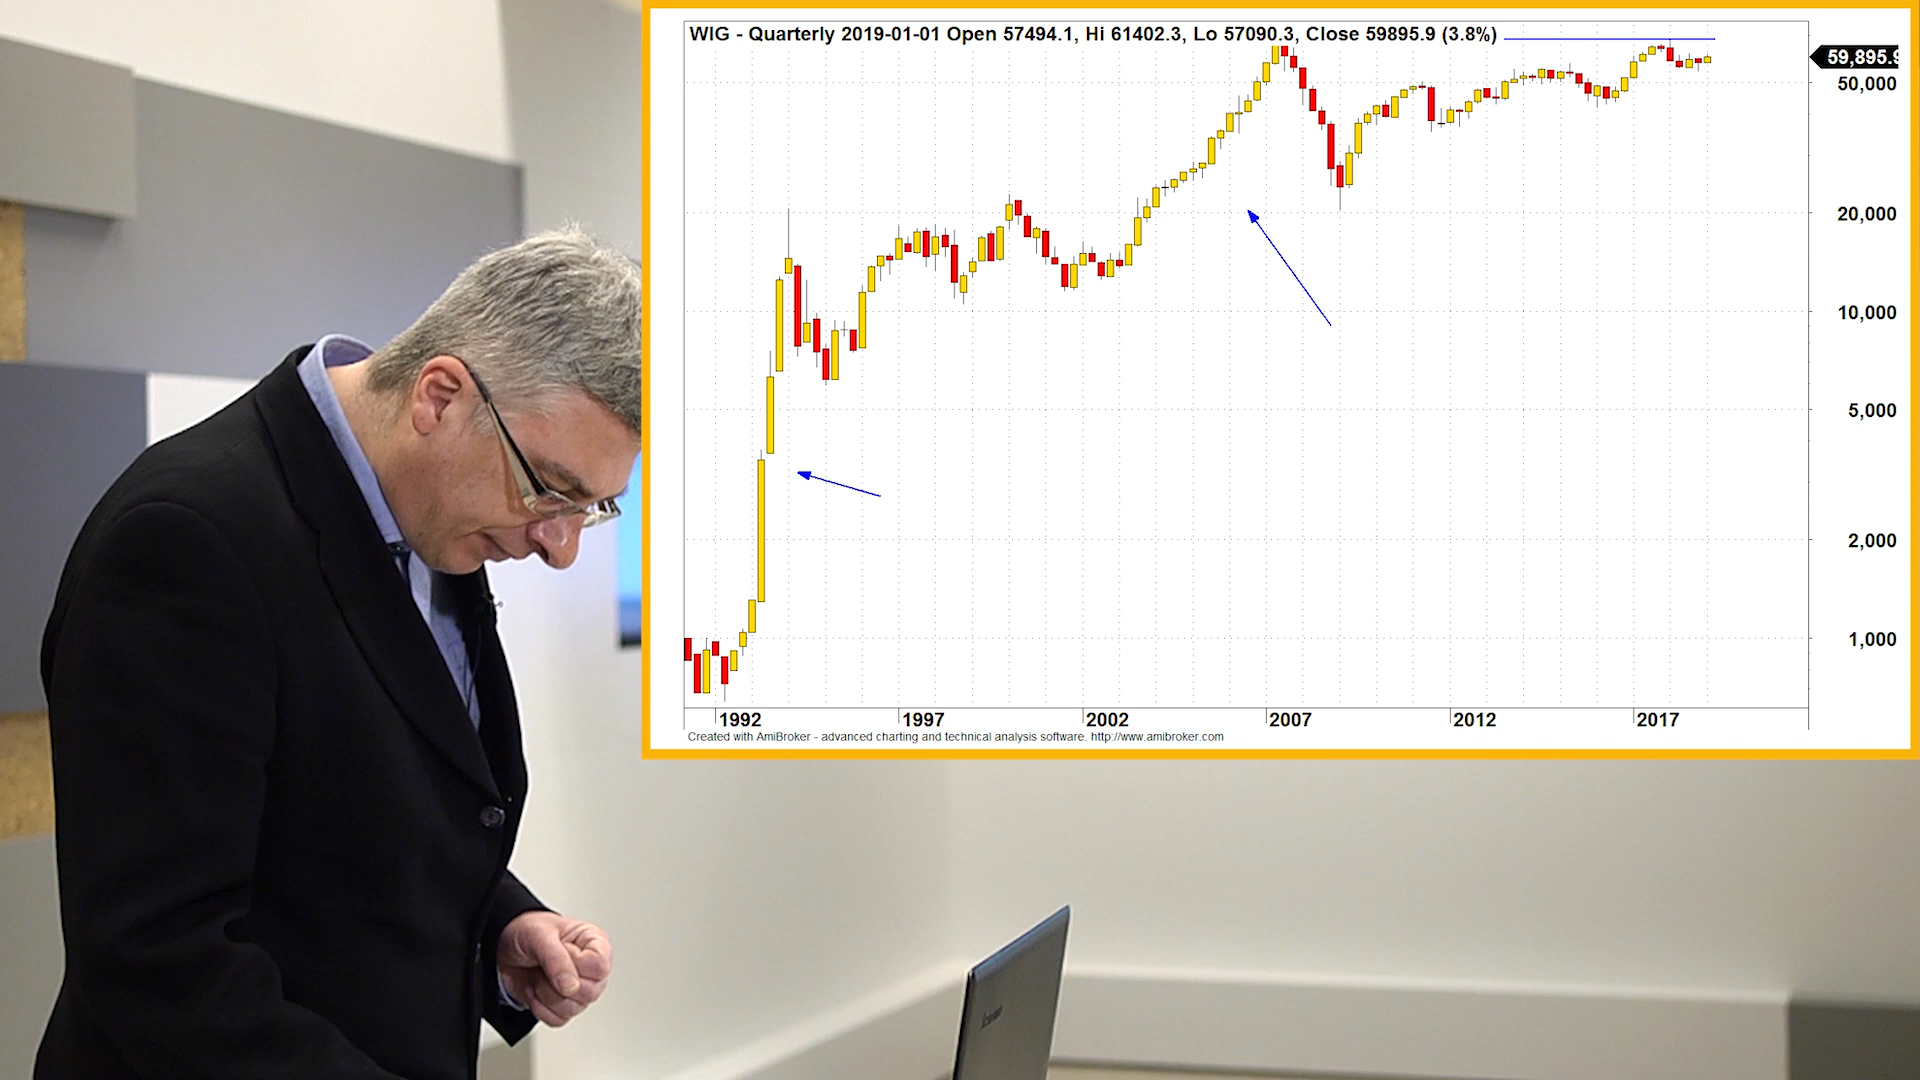 WIG - Quarterly 2019-01-01 Open 57494.1, Hi 61402.3, Lo 57090.3, Close 59895.9 (3.8%)
59,895.9
50,000
20,000
10,000
5,000
2,000
1,000
1992 1997 2002 2007 2012 2017
Created with AmiBroker - advanced charting and technical analysis software. http://www.amibroker.com
Lenovo